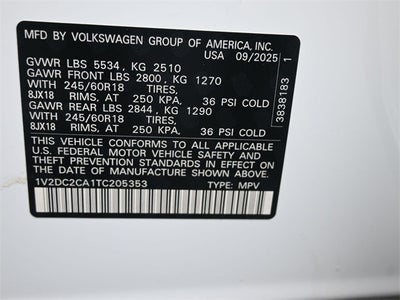 MFD BY VOLKSWAGEN GROUP OF AMERICA, INC.
USA 09/2025
GVWR LBS 5534, KG 2510
GAWR FRONT LBS 2800, KG 1270
WITH 245/60R18 TIRES,
8JX18 RIMS, AT 250 KPA, 36 PSI COLD
GAWR REAR LBS 2844, KG 1290
WITH 245/60R18 TIRES,
8JX18 RIMS, AT 250 KPA, 36 PSI COLD
THIS VEHICLE CONFORMS TO ALL APPLICABLE
U.S. FEDERAL MOTOR VEHICLE SAFETY AND
THEFT PREVENTION STANDARDS IN EFFECT ON
THE DATE OF MANUFACTURE SHOWN ABOVE.
1V2DC2CA1TC205353 TYPE: MPV
3838183 1